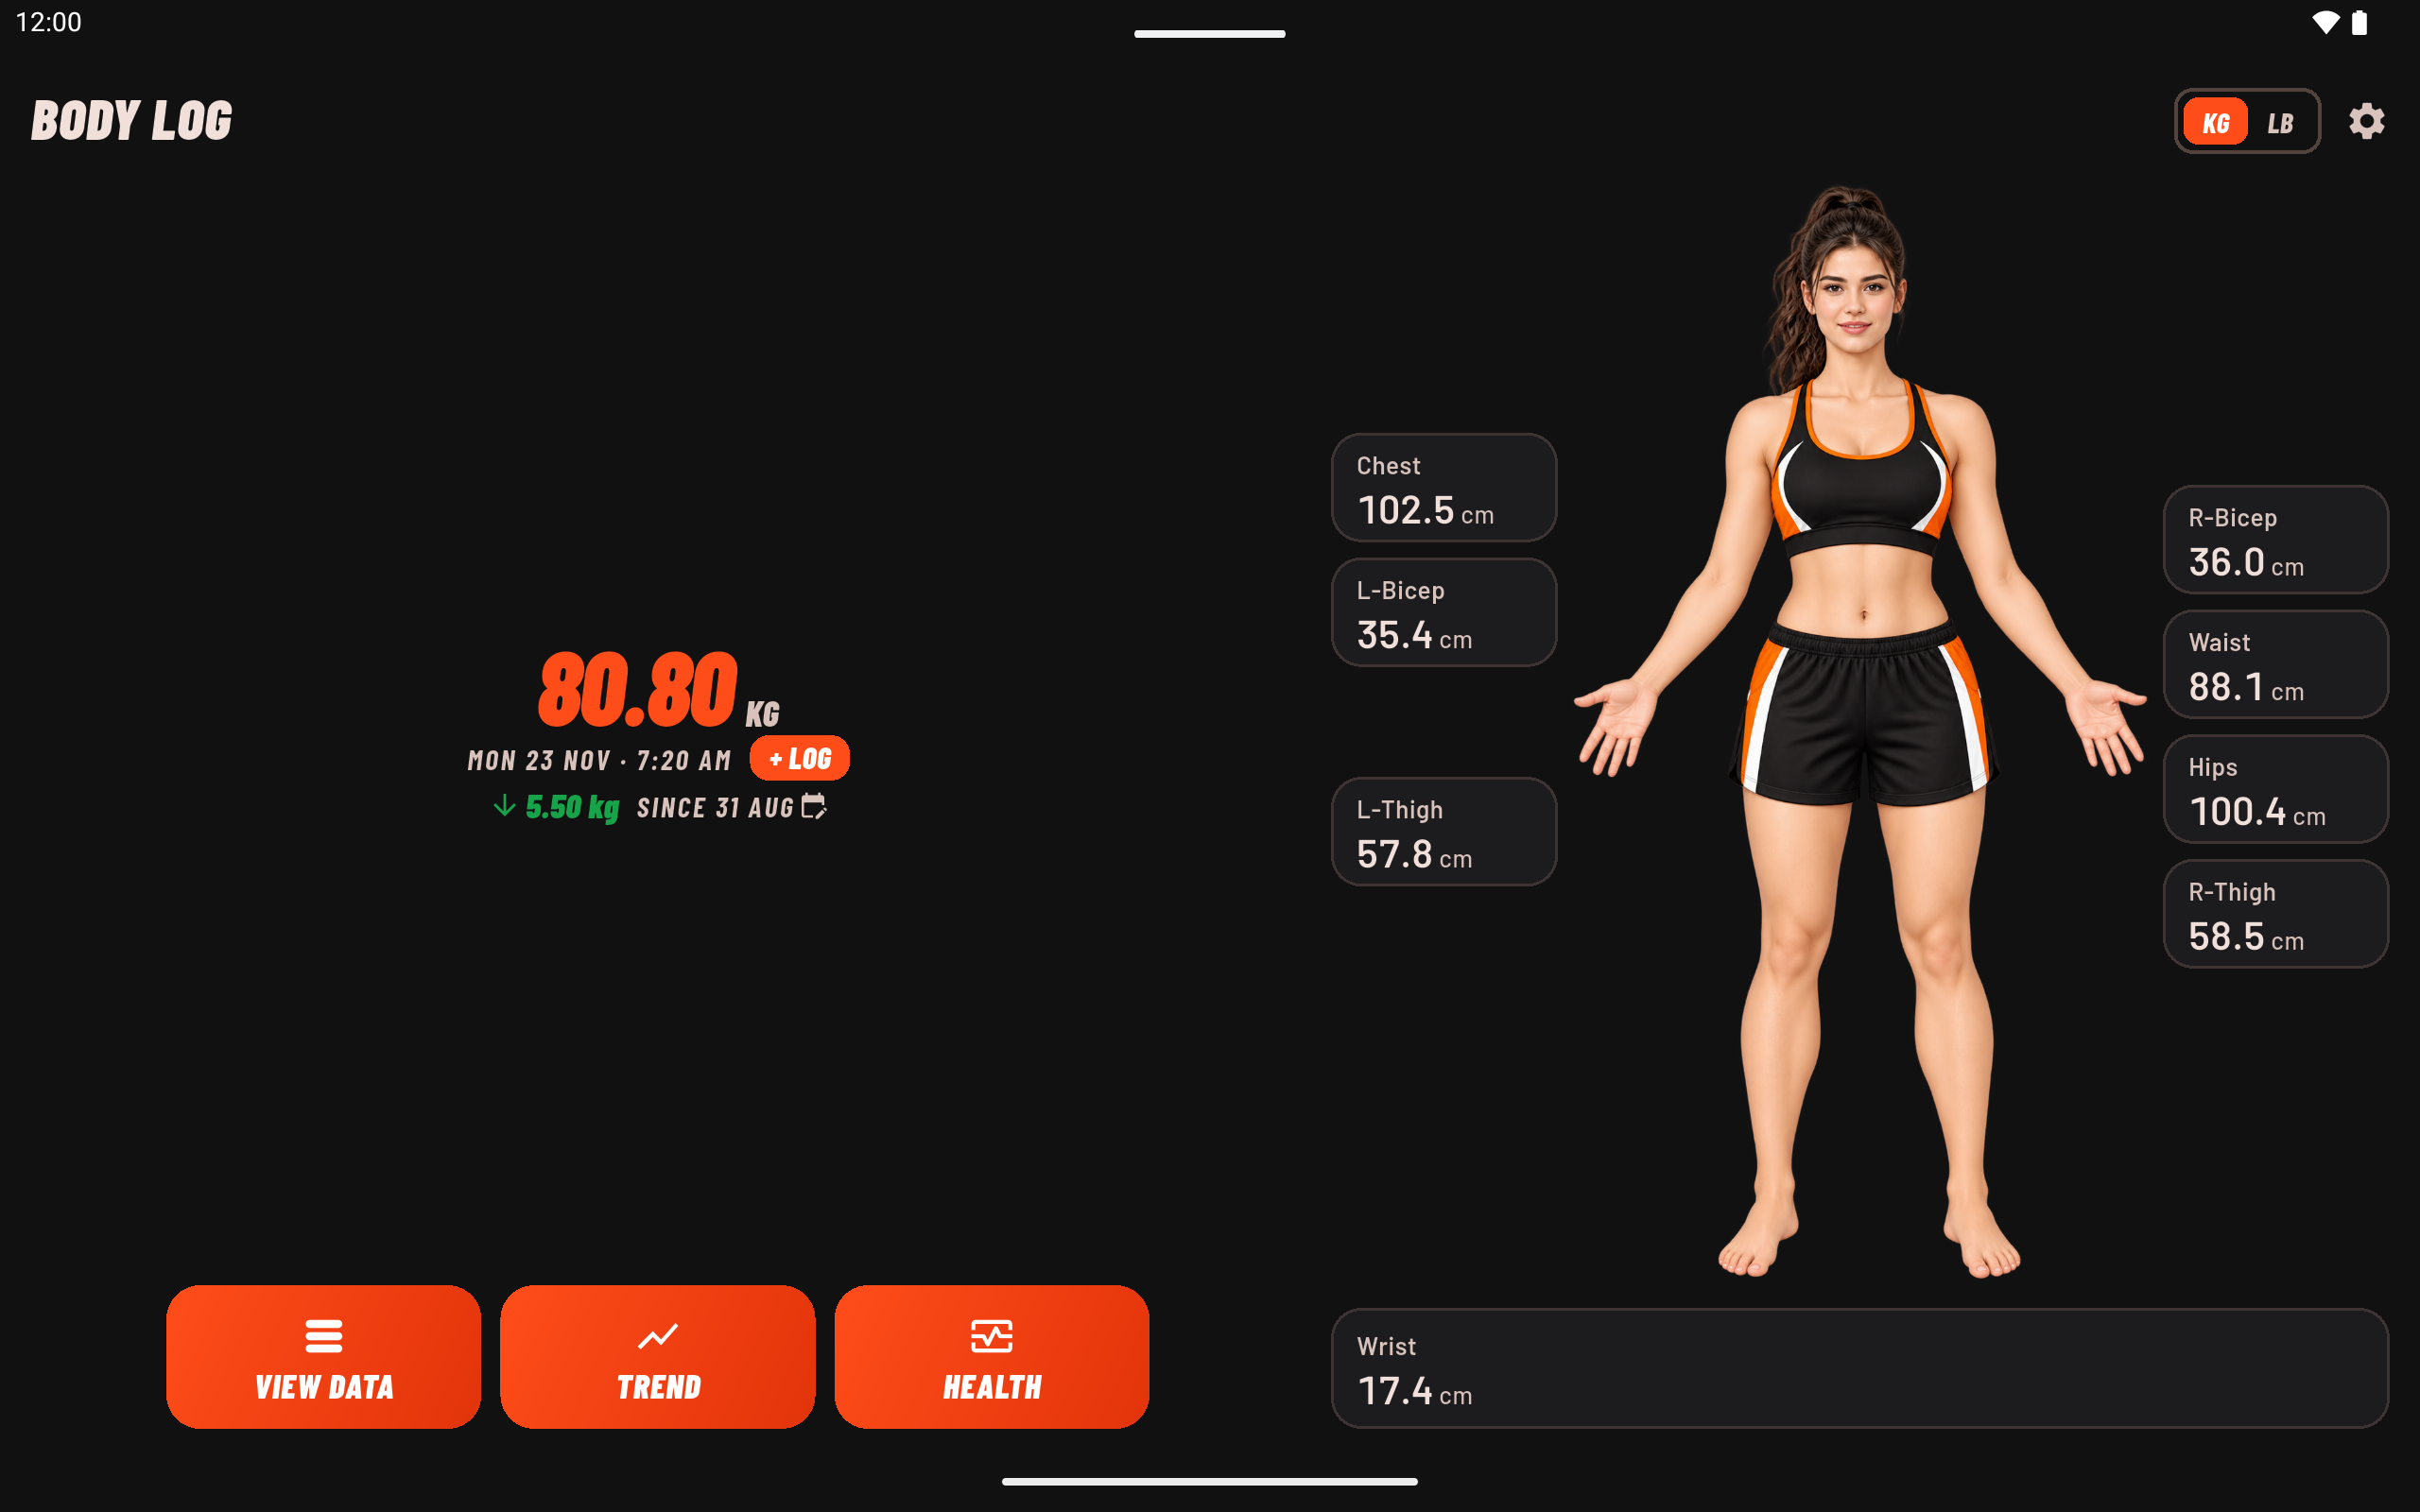 12:00
BODY LOG
KG LB
80.80 KG
MON 23 NOV · 7:20 AM + LOG
↓ 5.50 kg SINCE 31 AUG
VIEW DATA
TREND
HEALTH
Chest
102.5 cm
L-Bicep
35.4 cm
L-Thigh
57.8 cm
R-Bicep
36.0 cm
Waist
88.1 cm
Hips
100.4 cm
R-Thigh
58.5 cm
Wrist
17.4 cm